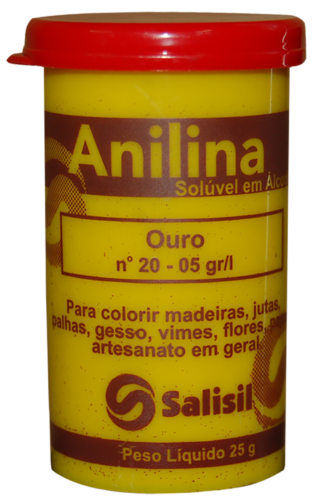 Anilina
Solúvel em
Ouro
n° 20 - 05 gr/l
Para colorir madeiras, jutas,
palhas, gesso, vimes, flores,
artesanato em geral
Salisil
Peso Líquido 25 g